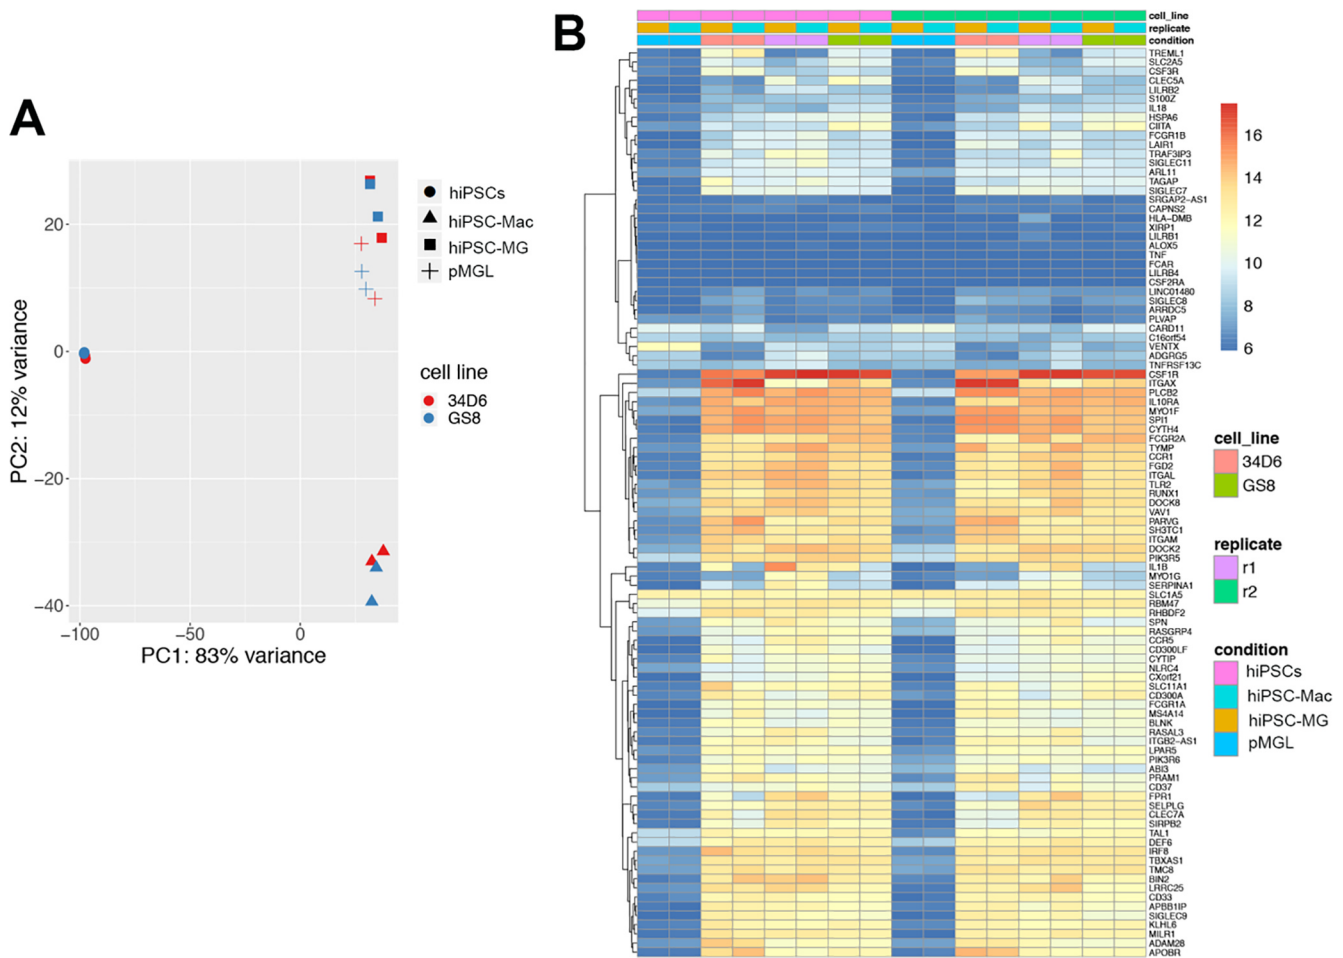 A
20
0
−20
−40
−100
−50
0
PC1: 83% variance
PC2: 12% variance
hiPSCs
hiPSC-Mac
hiPSC-MG
pMGL
cell line
34D6
GS8
B
cell_line
replicate
condition
TREML1
SLC2A5
CSF3R
CLEC5A
LILRB2
S100Z
IL18
HSPA6
CIITA
FCGR1B
LAIR1
TRAF3IP3
SIGLEC11
ARL11
TAGAP
SIGLEC7
SRGAP2−AS1
CAPNS2
HLA−DMB
XIRP1
LILRB1
ALOX5
TNF
FCAR
LILRB4
CSF2RA
LINC01480
SIGLEC8
ARRDC5
PLVAP
CARD11
C16orf54
VENTX
ADGRG5
TNFRSF13C
CSF1R
ITGAX
PLCB2
IL10RA
MYO1F
SPI1
CYTH4
FCGR2A
TYMP
CCR1
FGD2
ITGAL
TLR2
RUNX1
DOCK8
VAV1
PARVG
SH3TC1
ITGAM
DOCK2
PIK3R5
IL1B
MYO1G
SERPINA1
SLC1A5
RBM47
RHBDF2
SPN
RASGRP4
CCR5
CD300LF
CYTIP
NLRC4
CXorf21
SLC11A1
CD300A
FCGR1A
MS4A14
BLNK
RASAL3
ITGB2−AS1
LPAR5
PIK3R6
ABI3
PRAM1
CD37
FPR1
SELPLG
CLEC7A
SIRPB2
TAL1
DEF6
IRF8
TBXAS1
TMC8
BIN2
LRRC25
CD33
APBB1IP
SIGLEC9
KLHL6
MILR1
ADAM28
APOBR
16
14
12
10
8
6
cell_line
34D6
GS8
replicate
r1
r2
condition
hiPSCs
hiPSC-Mac
hiPSC-MG
pMGL